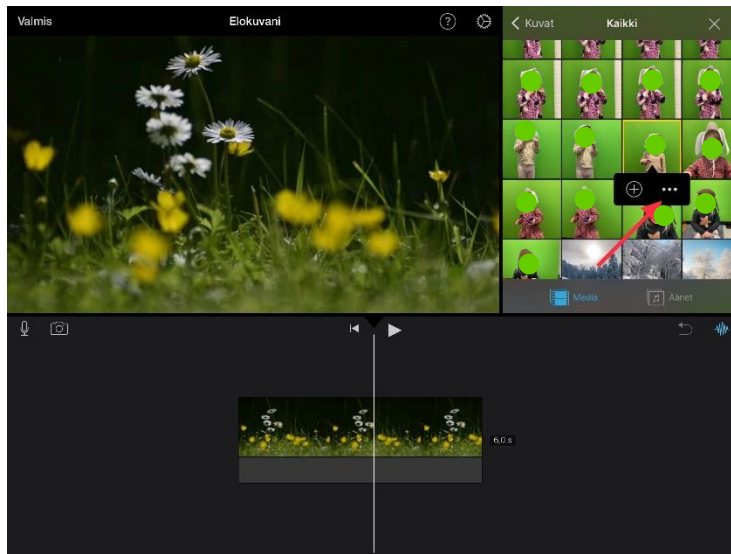 Valmis
Elokuvani
?
Kuvat
Kaikki
Media
Äänet
6,0 s